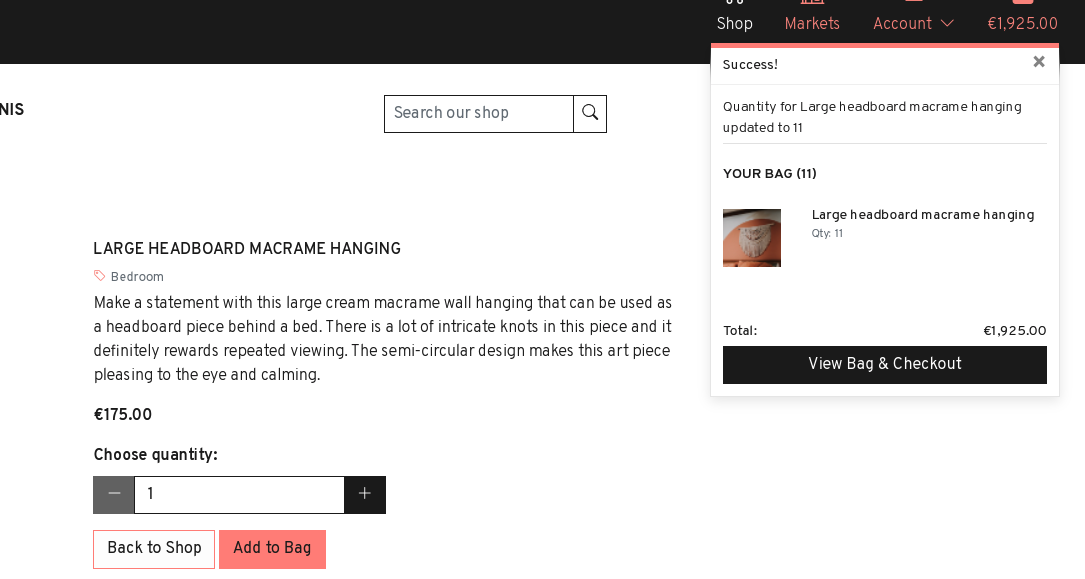 Shop
Markets
Account
€1,925.00
NIS
Search our shop
Success!
Quantity for Large headboard macrame hanging
updated to 11
YOUR BAG (11)
Large headboard macrame hanging
Qty: 11
Total:
€1,925.00
View Bag & Checkout
LARGE HEADBOARD MACRAME HANGING
Bedroom
Make a statement with this large cream macrame wall hanging that can be used as
a headboard piece behind a bed. There is a lot of intricate knots in this piece and it
definitely rewards repeated viewing. The semi-circular design makes this art piece
pleasing to the eye and calming.
€175.00
Choose quantity:
1
Back to Shop
Add to Bag